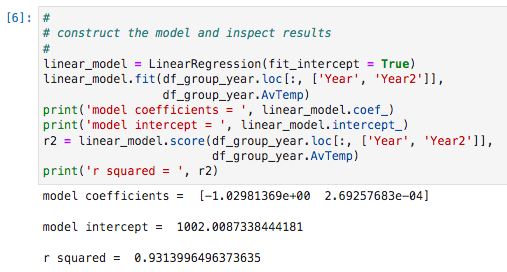 [6]: #
# construct the model and inspect results
#
linear_model = LinearRegression(fit_intercept = True)
linear_model.fit(df_group_year.loc[:, ['Year', 'Year2']],
df_group_year.AvTemp)
print('model coefficients = ', linear_model.coef_)
print('model intercept = ', linear_model.intercept_)
r2 = linear_model.score(df_group_year.loc[:, ['Year', 'Year2']],
df_group_year.AvTemp)
print('r squared = ', r2)
model coefficients =  [-1.02981369e+00  2.69257683e-04]
model intercept =  1002.0087338444181
r squared =  0.9313996496373635